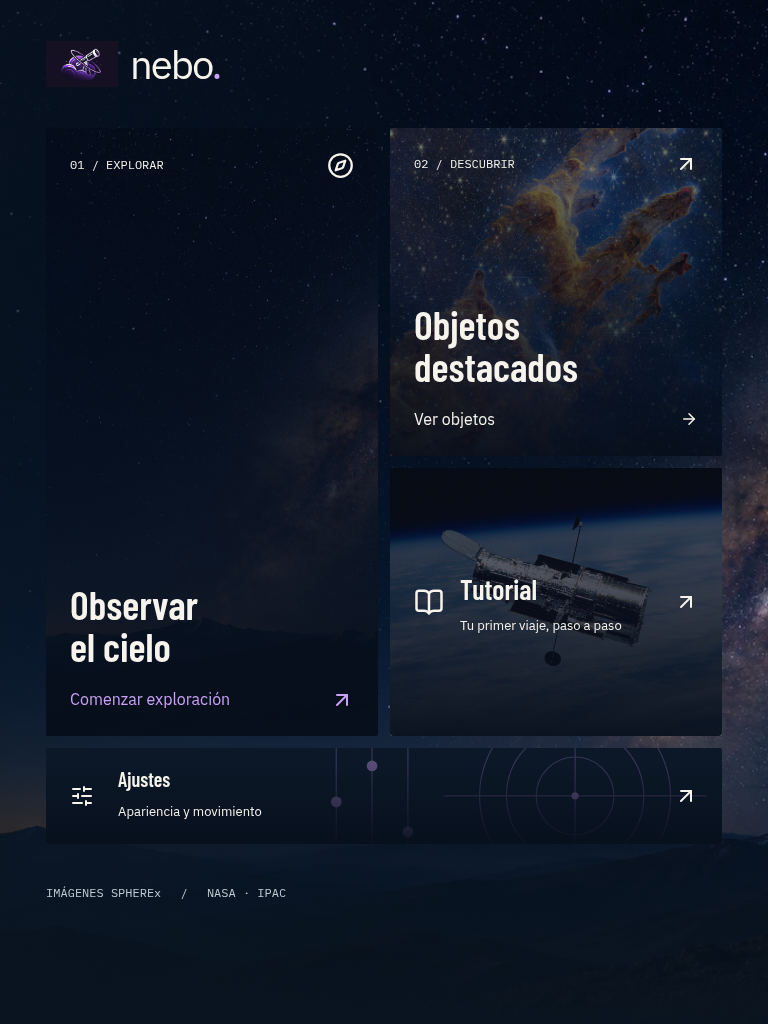 nebo.
01 / EXPLORAR
Observar
el cielo
Comenzar exploración
02 / DESCUBRIR
Objetos
destacados
Ver objetos
Tutorial
Tu primer viaje, paso a paso
Ajustes
Apariencia y movimiento
IMÁGENES SPHEREx / NASA · IPAC